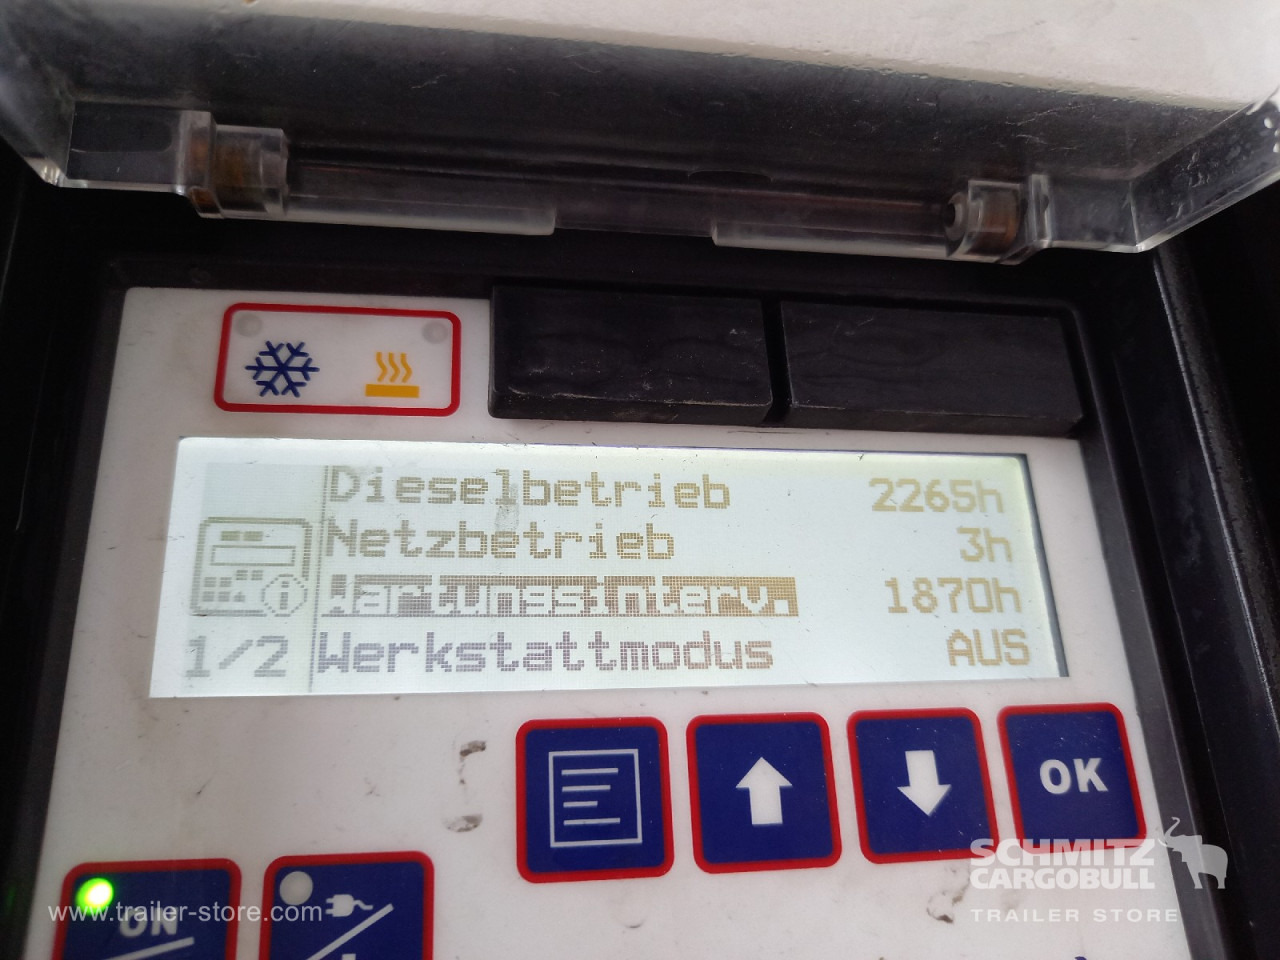 Dieselbetrieb 2265h
Netzbetrieb 3h
Wartungsinterv. 1870h
1/2 Werkstattmodus AUS
OK
ON
www.trailer-store.com
SCHMITZ
CARGOBULL
TRAILER STORE